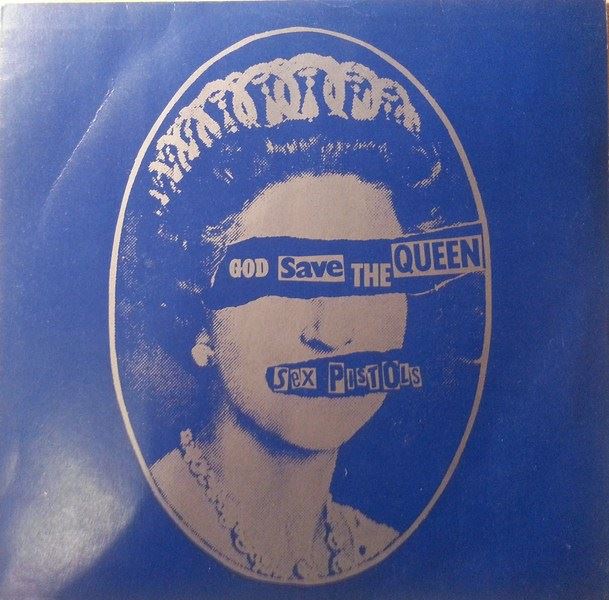 GOD Save THE QUEEN
SeX PISTOLs